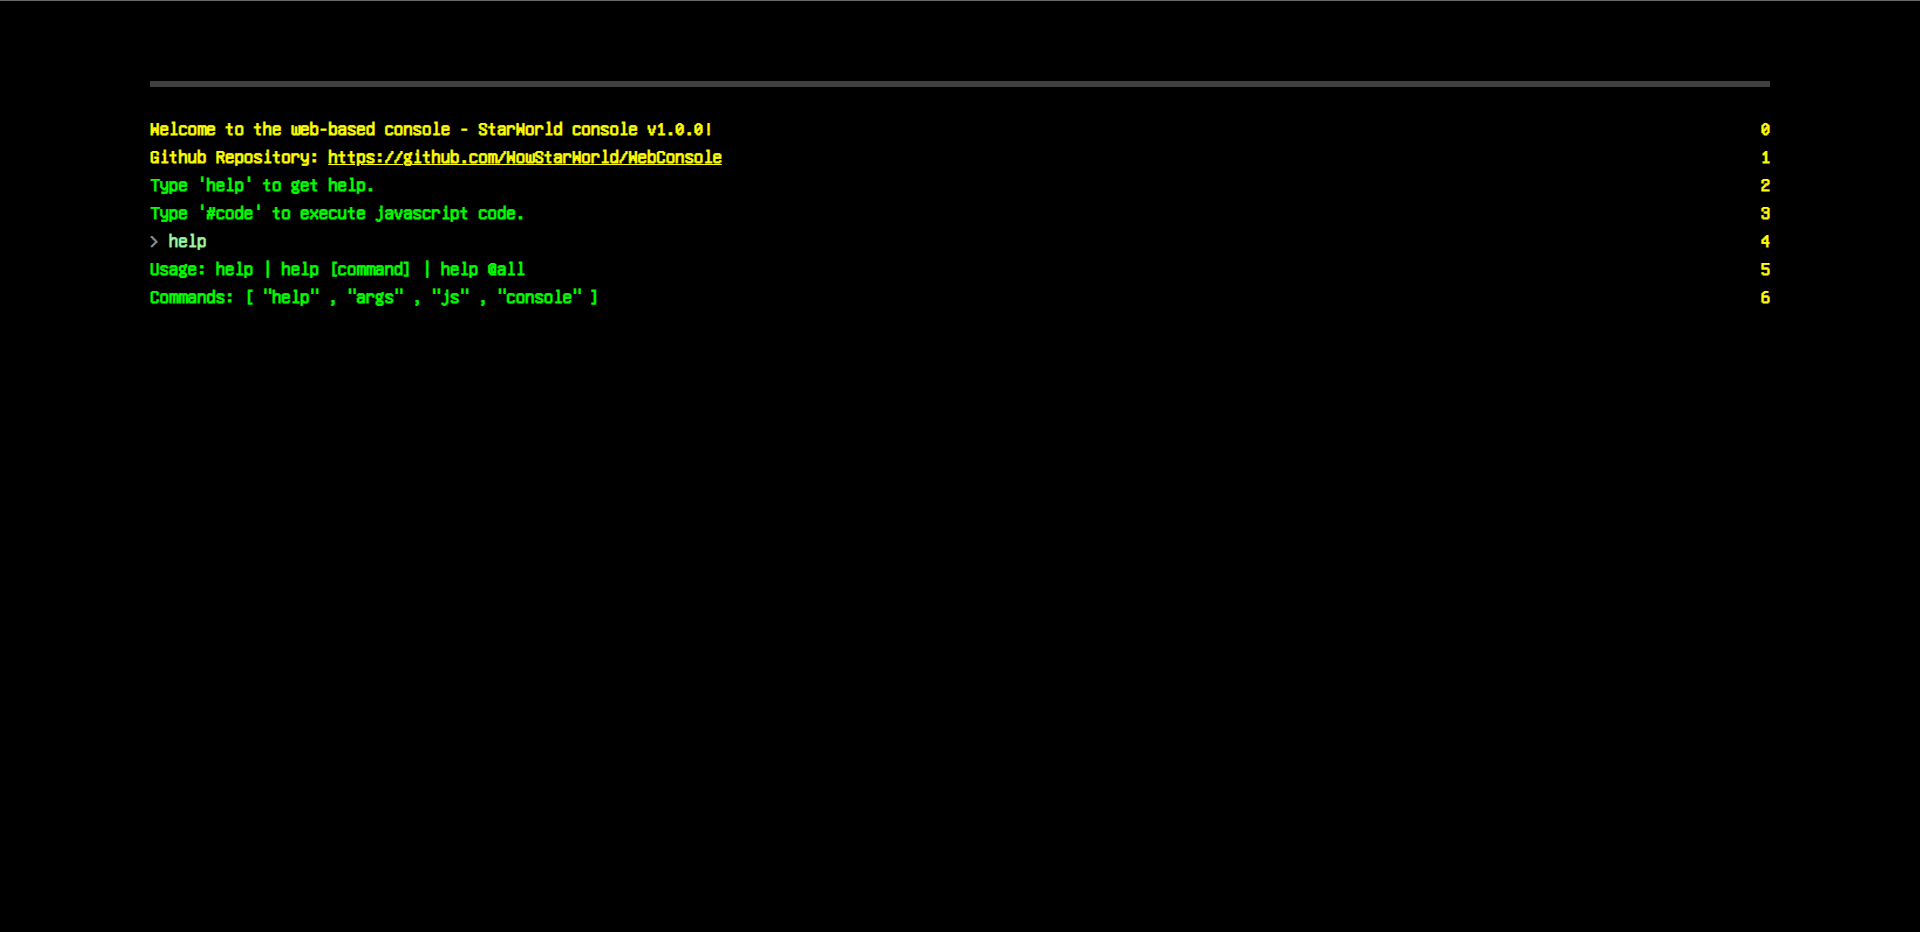 Welcome to the web-based console - StarWorld console v1.0.0! 0
Github Repository: https://github.com/WowStarWorld/WebConsole 1
Type 'help' to get help. 2
Type '#code' to execute javascript code. 3
> help 4
Usage: help | help [command] | help @all 5
Commands: [ "help" , "args" , "js" , "console" ] 6